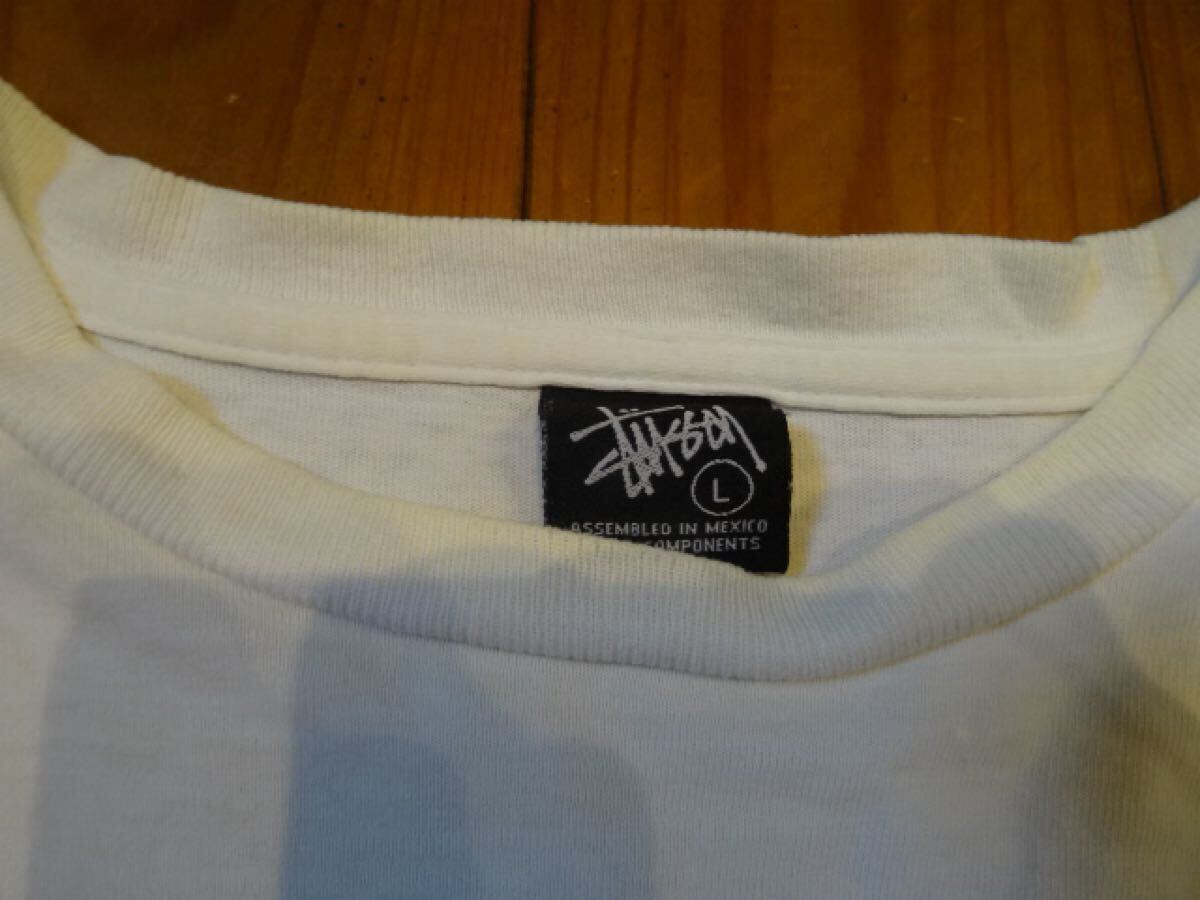 Stüssy
L
ASSEMBLED IN MEXICO
COMPONENTS